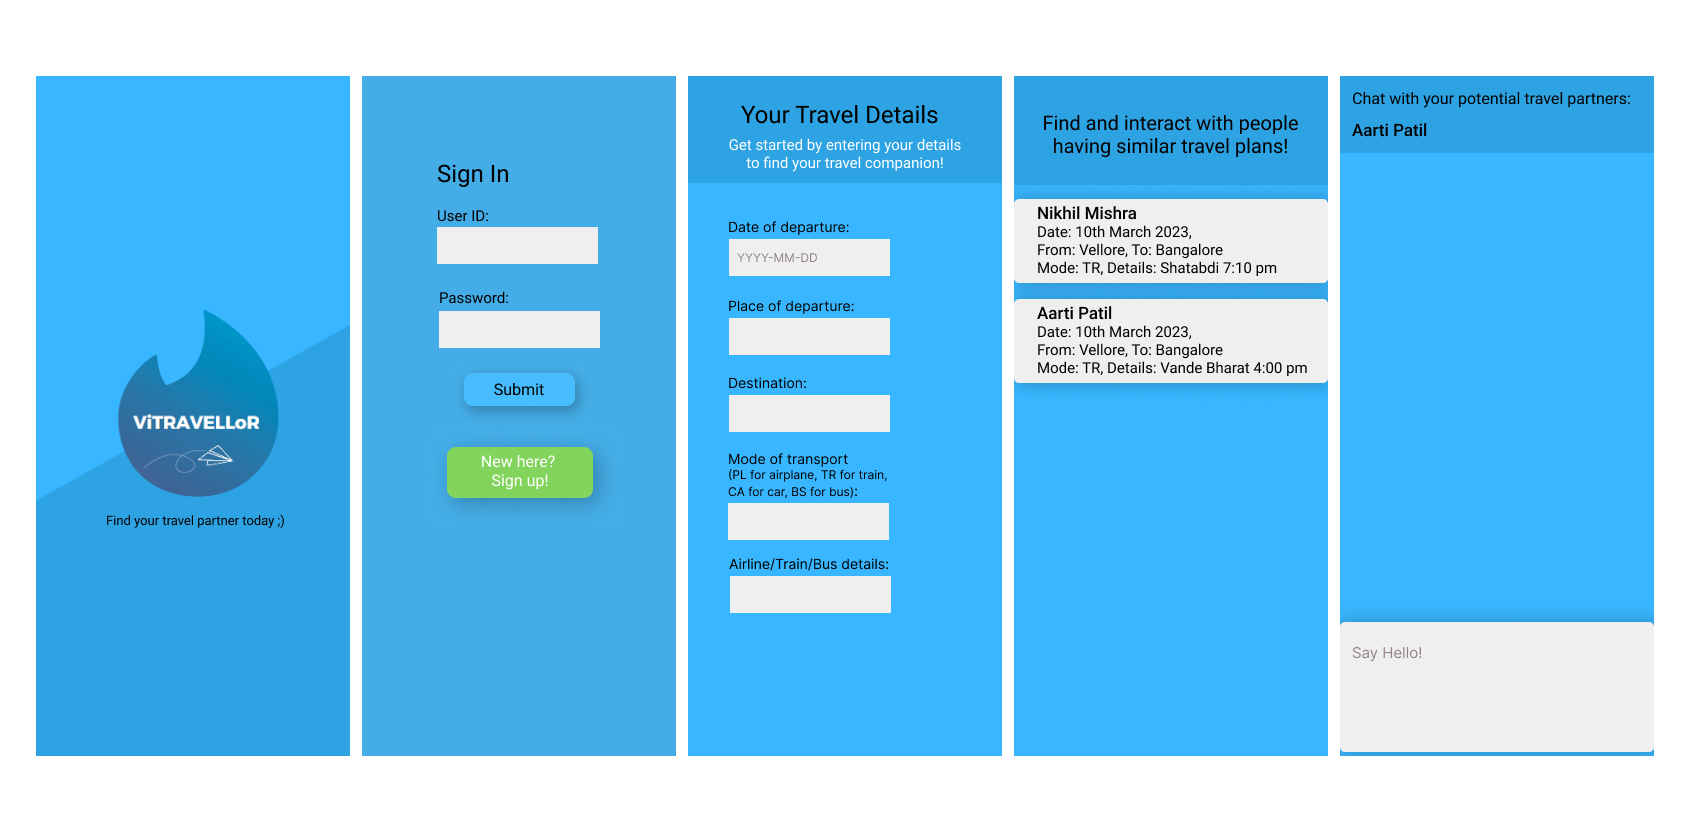 ViTRAVELLoR
Find your travel partner today ;)
Sign In
User ID:
Password:
Submit
New here?
Sign up!
Your Travel Details
Get started by entering your details
to find your travel companion!
Date of departure:
YYYY-MM-DD
Place of departure:
Destination:
Mode of transport
(PL for airplane, TR for train,
CA for car, BS for bus):
Airline/Train/Bus details:
Find and interact with people
having similar travel plans!
Nikhil Mishra
Date: 10th March 2023,
From: Vellore, To: Bangalore
Mode: TR, Details: Shatabdi 7:10 pm
Aarti Patil
Date: 10th March 2023,
From: Vellore, To: Bangalore
Mode: TR, Details: Vande Bharat 4:00 pm
Chat with your potential travel partners:
Aarti Patil
Say Hello!